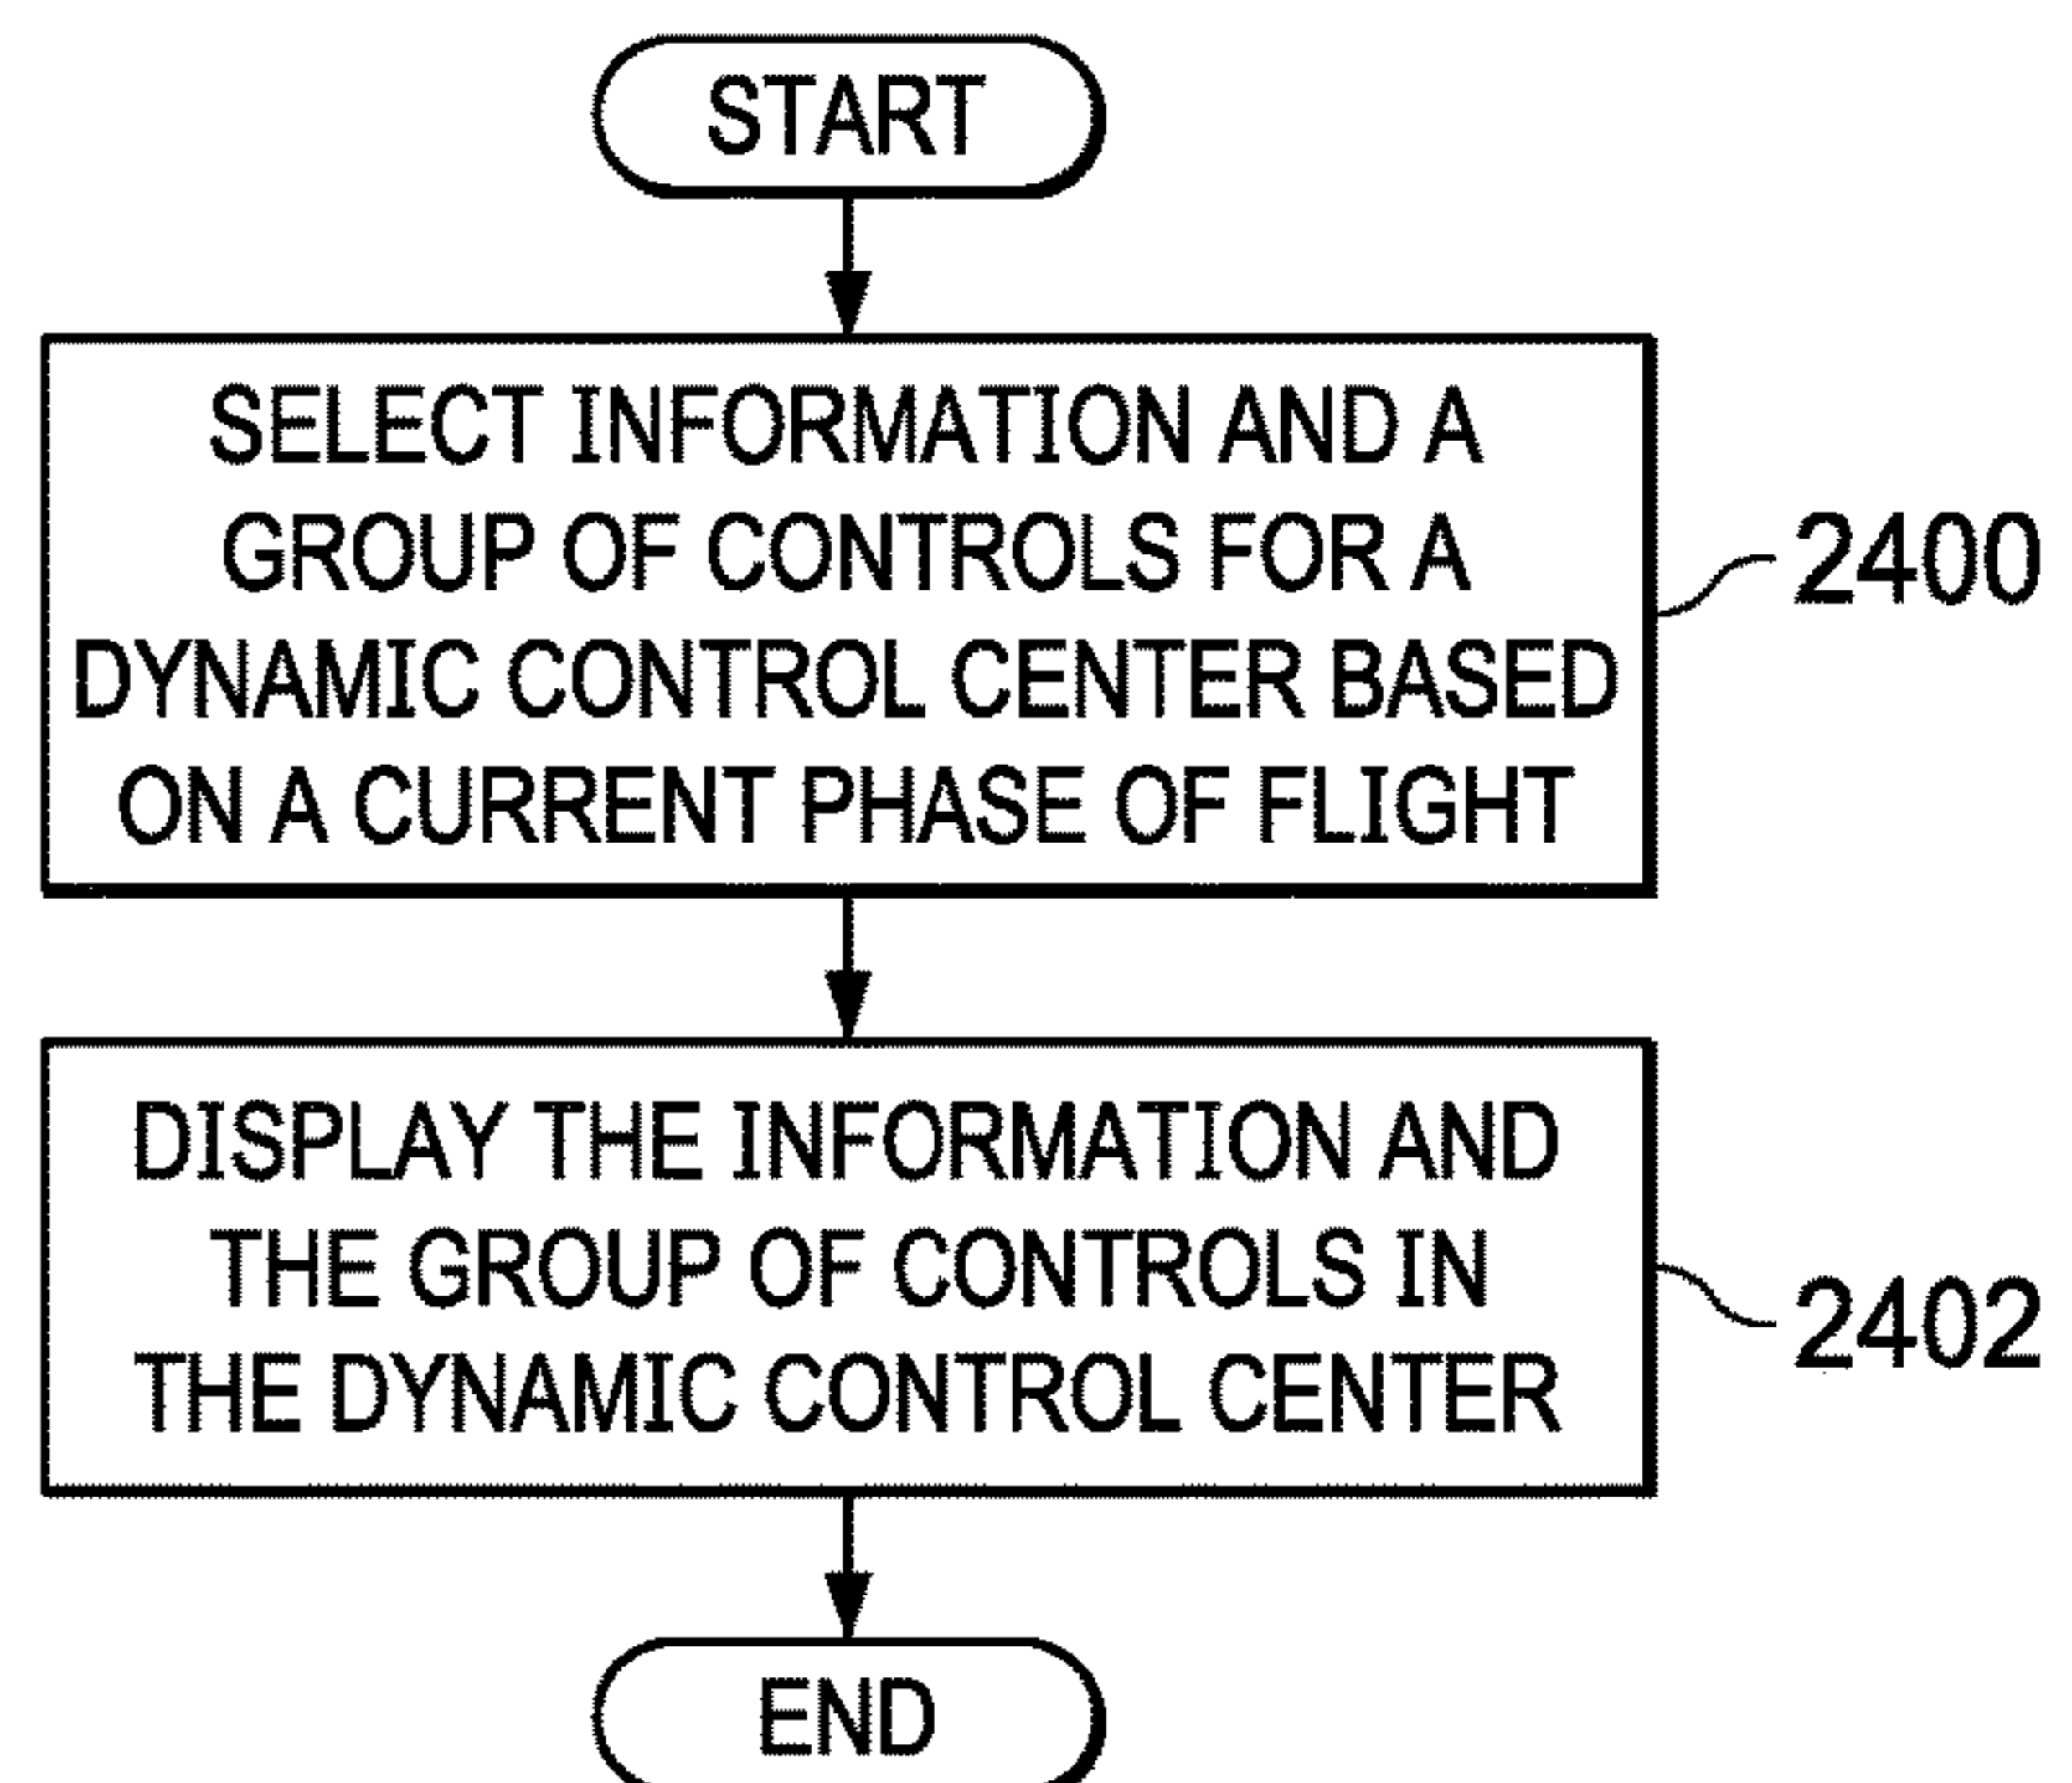 START
SELECT INFORMATION AND A
GROUP OF CONTROLS FOR A
DYNAMIC CONTROL CENTER BASED
ON A CURRENT PHASE OF FLIGHT
2400
DISPLAY THE INFORMATION AND
THE GROUP OF CONTROLS IN
THE DYNAMIC CONTROL CENTER
2402
END